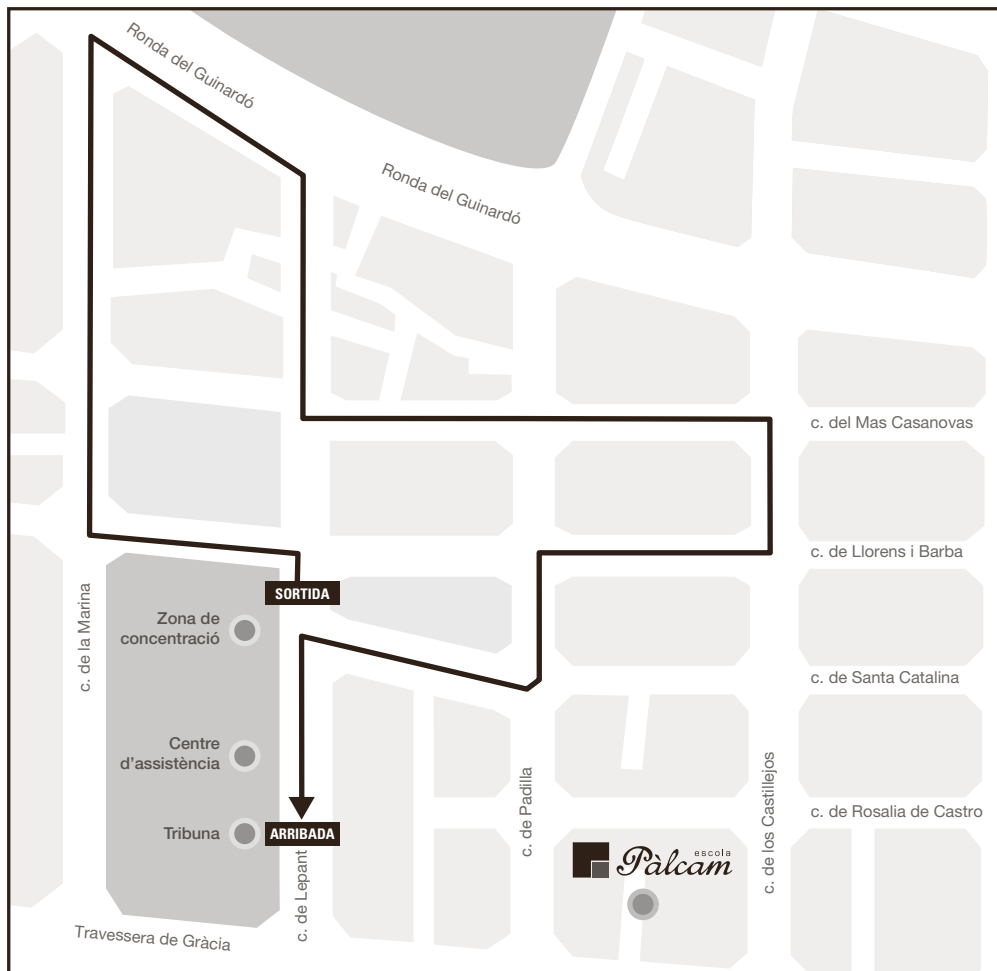 Ronda del Guinardó
Ronda del Guinardó
c. del Mas Casanovas
c. de Llorens i Barba
SORTIDA
Zona de
concentració
c. de la Marina
c. de Santa Catalina
Centre
d'assistència
c. de Padilla
c. de los Castillejos
c. de Rosalia de Castro
Tribuna
ARRIBADA
c. de Lepant
escola
Pàlcam
Travessera de Gràcia